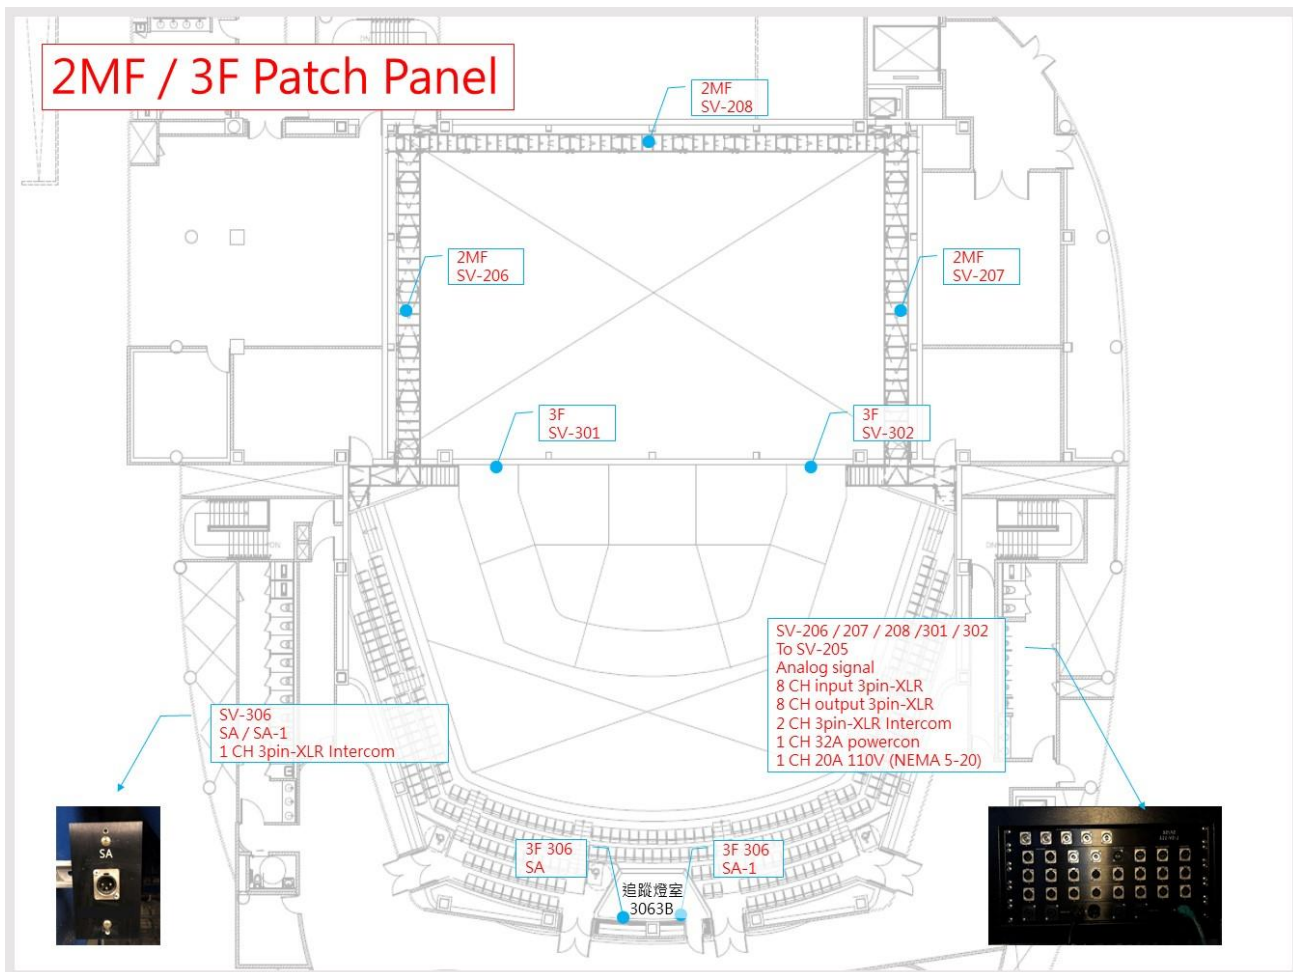 2MF / 3F Patch Panel
2MF
SV-208
2MF
SV-206
2MF
SV-207
3F
SV-301
3F
SV-302
SV-206 / 207 / 208 /301 / 302
To SV-205
Analog signal
8 CH input 3pin-XLR
8 CH output 3pin-XLR
2 CH 3pin-XLR Intercom
1 CH 32A powercon
1 CH 20A 110V (NEMA 5-20)
SV-306
SA / SA-1
1 CH 3pin-XLR Intercom
SA
3F 306
SA
3F 306
SA-1
追蹤燈室
3063B